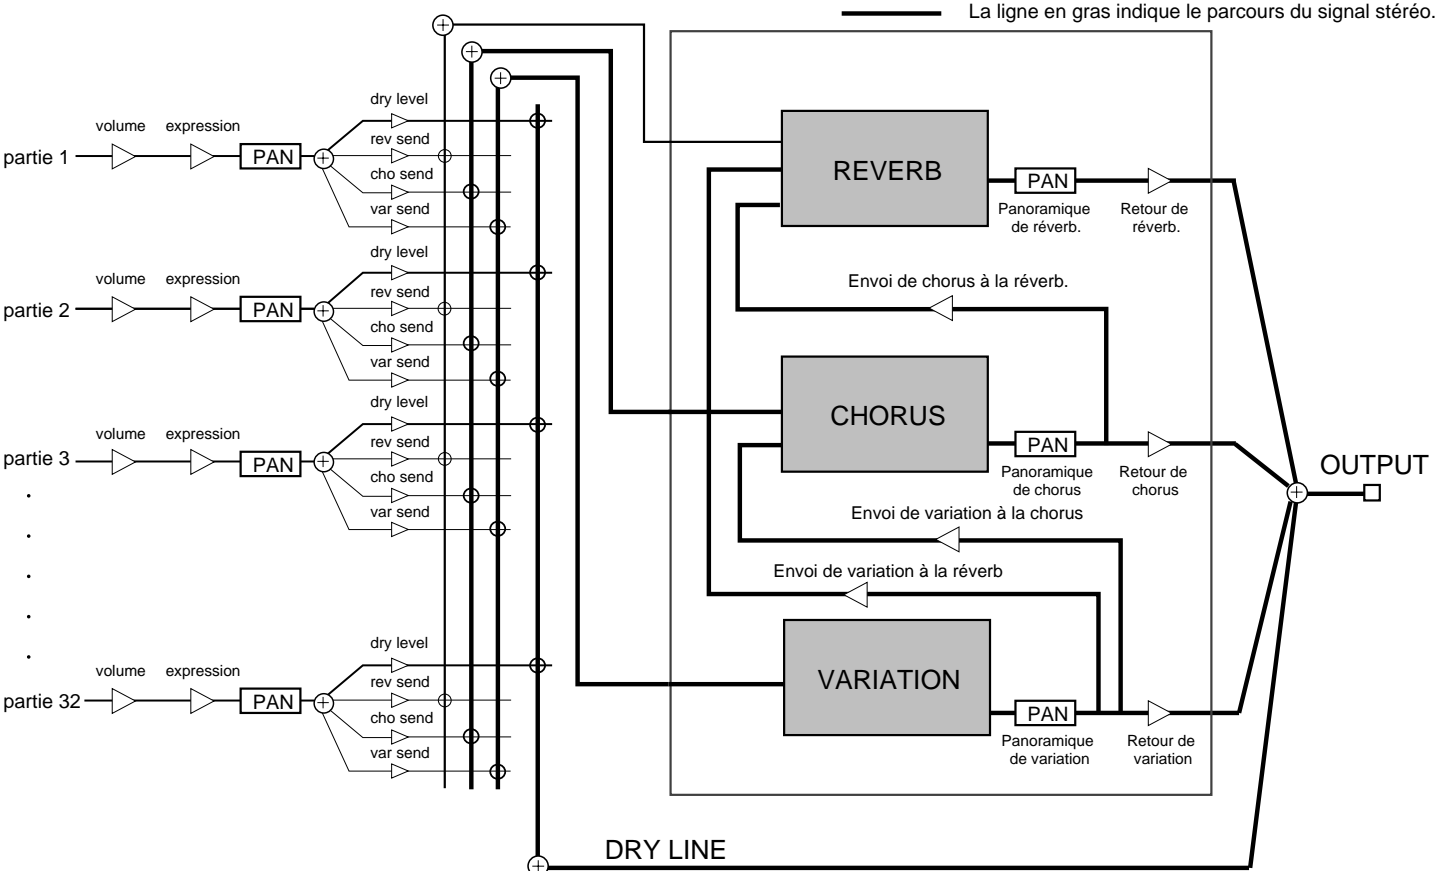 La ligne en gras indique le parcours du signal stéréo.
dry level
volume expression
rev send
partie 1
PAN
cho send
var send
dry level
volume expression
rev send
partie 2
PAN
cho send
var send
dry level
volume expression
rev send
partie 3
PAN
cho send
var send
.
.
.
.
.
dry level
volume expression
rev send
partie 32
PAN
cho send
var send
REVERB
PAN
Panoramique
de réverb.
Retour de
réverb.
Envoi de chorus à la réverb.
CHORUS
PAN
Panoramique
de chorus
Retour de
chorus
Envoi de variation à la chorus
Envoi de variation à la réverb
VARIATION
PAN
Panoramique
de variation
Retour de
variation
OUTPUT
DRY LINE